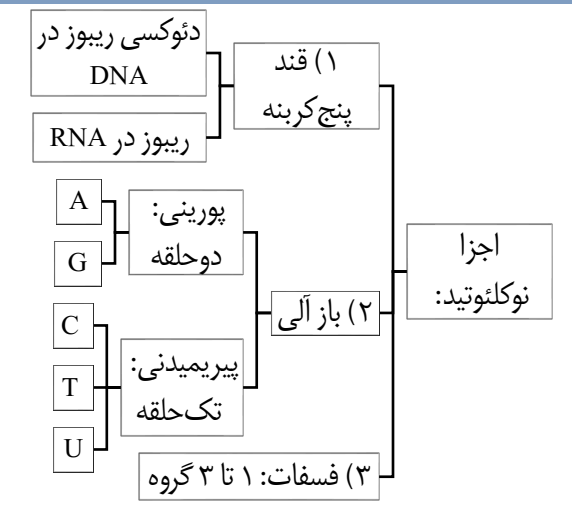 اجزا
نوکلئوتید:
۱) قند
پنج‌کربنه
دئوکسی ریبوز در
DNA
ریبوز در RNA
۲) باز آلی
پورینی:
دوحلقه
A
G
پیریمیدنی:
تک‌حلقه
C
T
U
۳) فسفات: ۱ تا ۳ گروه